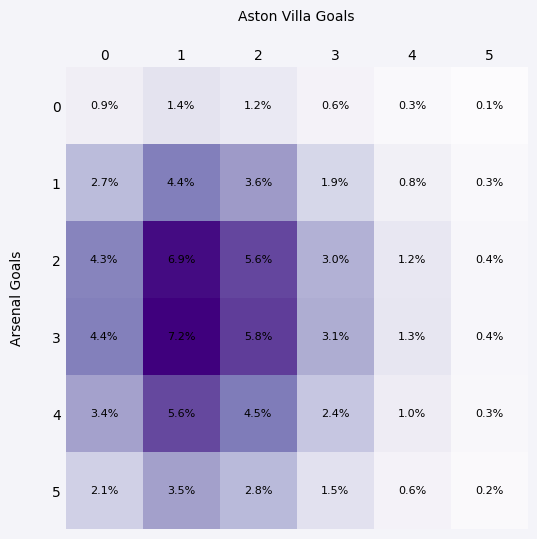 Aston Villa Goals
0 1 2 3 4 5
Arsenal Goals
0 0.9% 1.4% 1.2% 0.6% 0.3% 0.1%
1 2.7% 4.4% 3.6% 1.9% 0.8% 0.3%
2 4.3% 6.9% 5.6% 3.0% 1.2% 0.4%
3 4.4% 7.2% 5.8% 3.1% 1.3% 0.4%
4 3.4% 5.6% 4.5% 2.4% 1.0% 0.3%
5 2.1% 3.5% 2.8% 1.5% 0.6% 0.2%